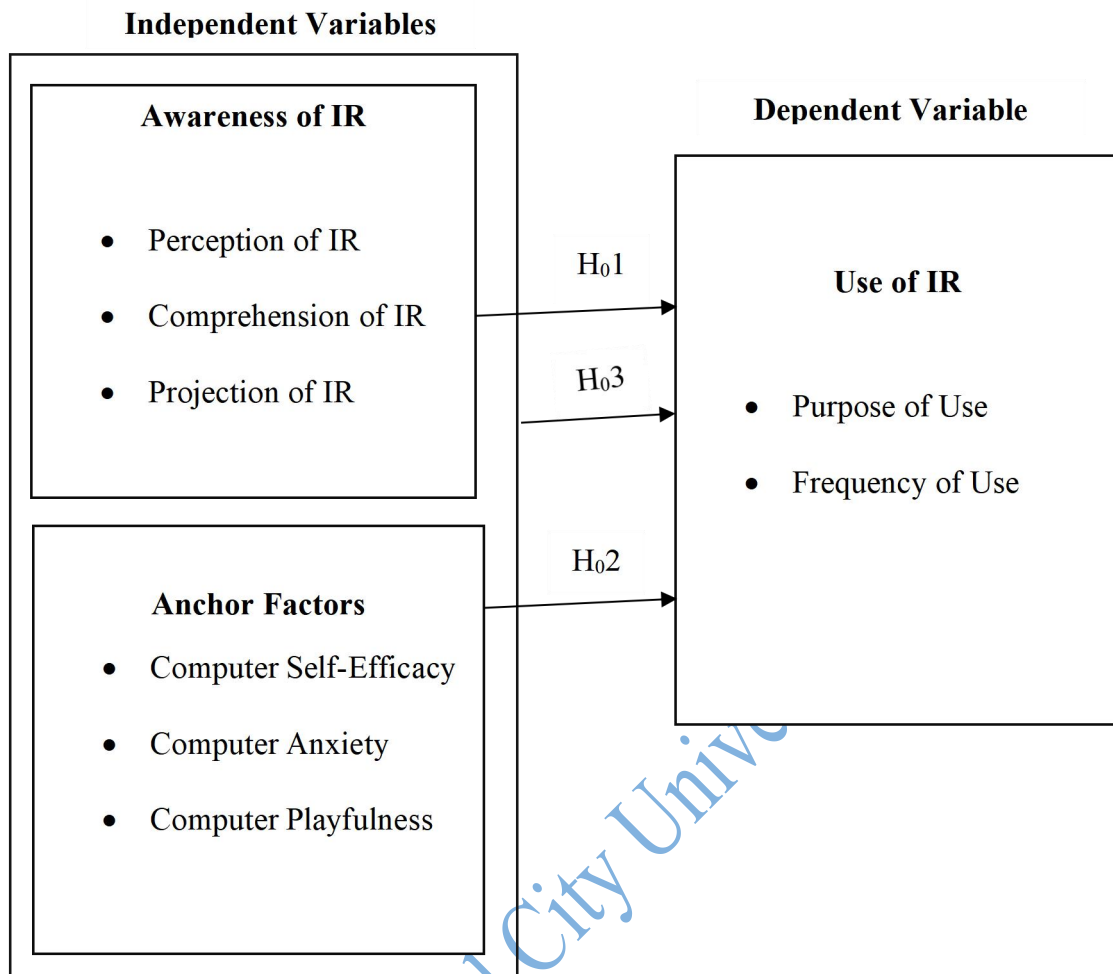 Independent Variables
Awareness of IR
• Perception of IR
• Comprehension of IR
• Projection of IR
Anchor Factors
• Computer Self-Efficacy
• Computer Anxiety
• Computer Playfulness
H₀1
H₀3
H₀2
Dependent Variable
Use of IR
• Purpose of Use
• Frequency of Use
City